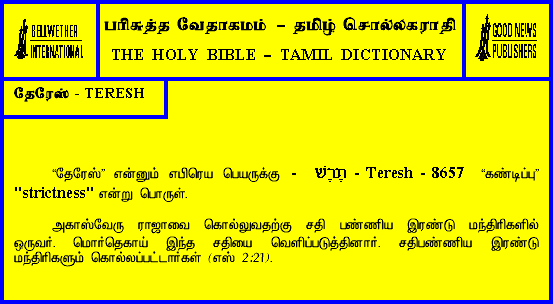 BELLWETHER
INTERNATIONAL
பரிசுத்த வேதாகமம் – தமிழ் சொல்லகராதி
THE HOLY BIBLE – TAMIL DICTIONARY
GOOD NEWS
PUBLISHERS
தேரேஸ் - TERESH
“தேரேஸ்” என்னும் எபிரெய பெயருக்கு - תֶּרֶשׁ - Teresh - 8657 “கண்டிப்பு”
"strictness" என்று பொருள்.
அகாஸ்வேரு ராஜாவை கொல்லுவதற்கு சதி பண்ணிய இரண்டு மந்திரிகளில்
ஒருவர். மொர்தெகாய் இந்த சதியை வெளிப்படுத்தினார். சதிபண்ணிய இரண்டு
மந்திரிகளும் கொல்லப்பட்டார்கள் (எஸ் 2:21).